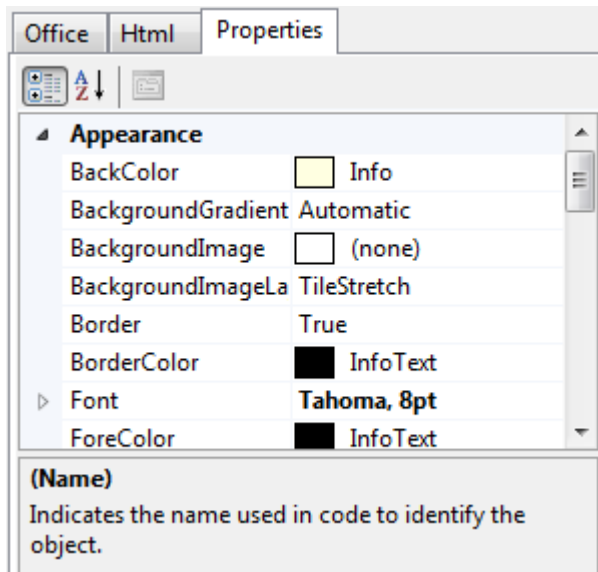 Office Html Properties
A
Z
Appearance
BackColor Info
BackgroundGradient Automatic
BackgroundImage (none)
BackgroundImageLa TileStretch
Border True
BorderColor InfoText
Font Tahoma, 8pt
ForeColor InfoText
(Name)
Indicates the name used in code to identify the
object.